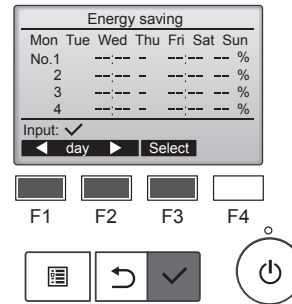 Energy saving
Mon Tue Wed Thu Fri Sat Sun
No.1 --:-- - --:-- -- %
2 --:-- - --:-- -- %
3 --:-- - --:-- -- %
4 --:-- - --:-- -- %
Input: ✓
◀ day ▶ Select
F1 F2 F3 F4